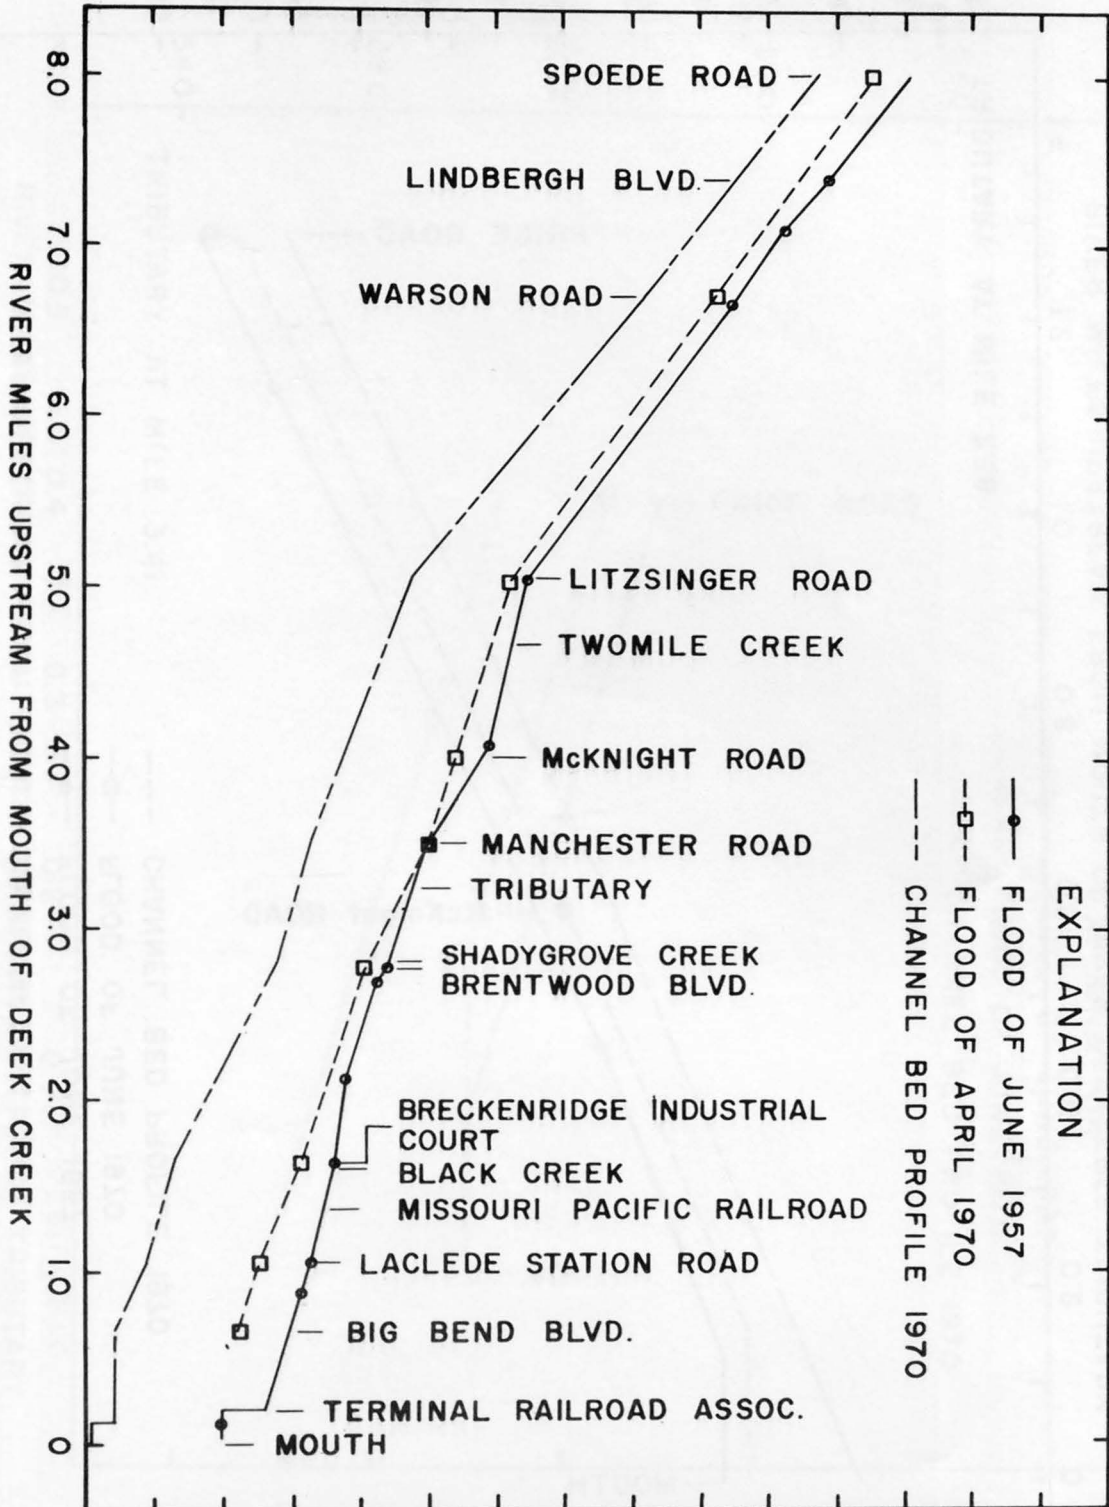 SPOEDE ROAD
LINDBERGH BLVD.
WARSON ROAD
LITZSINGER ROAD
TWOMILE CREEK
McKNIGHT ROAD
MANCHESTER ROAD
TRIBUTARY
SHADYGROVE CREEK
BRENTWOOD BLVD.
BRECKENRIDGE INDUSTRIAL
COURT
BLACK CREEK
MISSOURI PACIFIC RAILROAD
LACLEDE STATION ROAD
BIG BEND BLVD.
TERMINAL RAILROAD ASSOC.
MOUTH
EXPLANATION
FLOOD OF JUNE 1957
FLOOD OF APRIL 1970
CHANNEL BED PROFILE 1970
8.0
7.0
6.0
5.0
4.0
3.0
2.0
1.0
0
RIVER MILES UPSTREAM FROM MOUTH OF DEEK CREEK